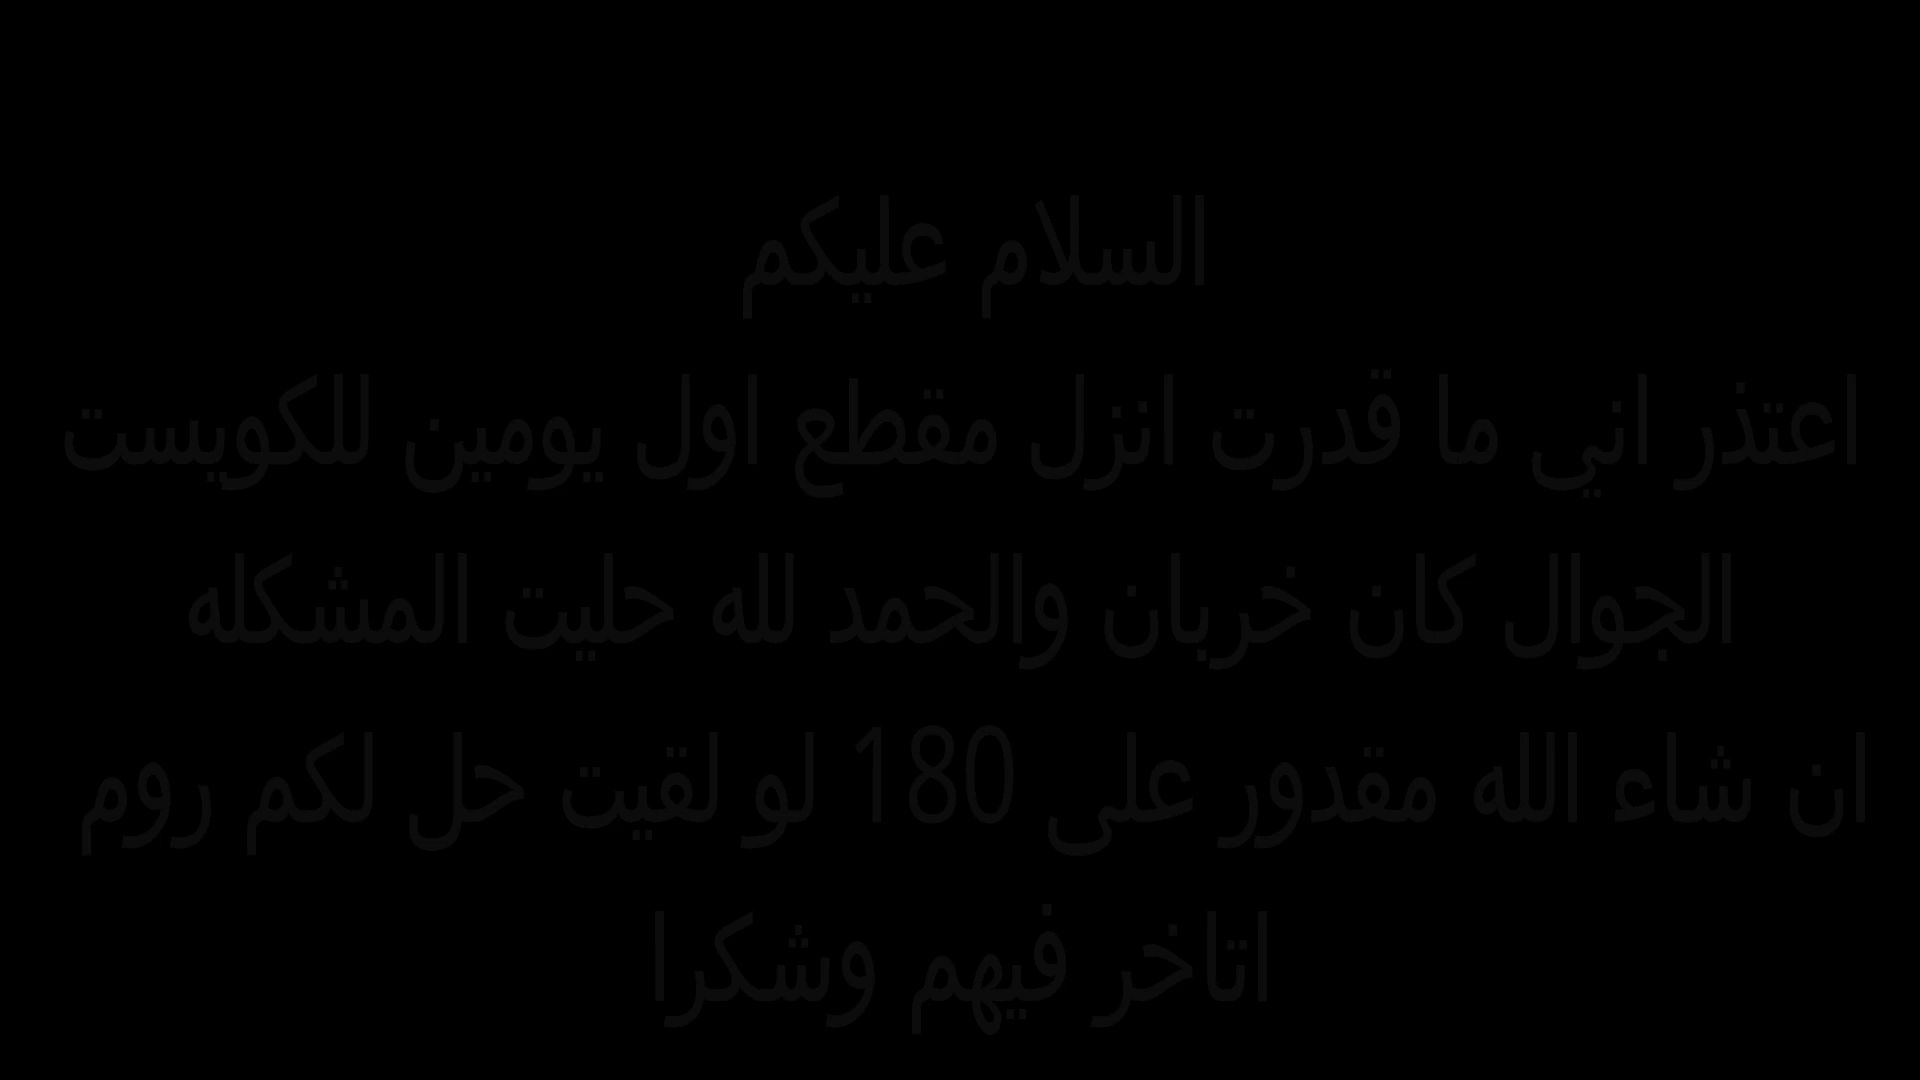 السلام عليكم
اعتذر اني ما قدرت انزل مقطع اول يومين للكويست
الجوال كان خربان والحمد لله حليت المشكله
ان شاء الله مقدور على 180 لو لقيت حل لكم روم
اتاخر فيهم وشكرا